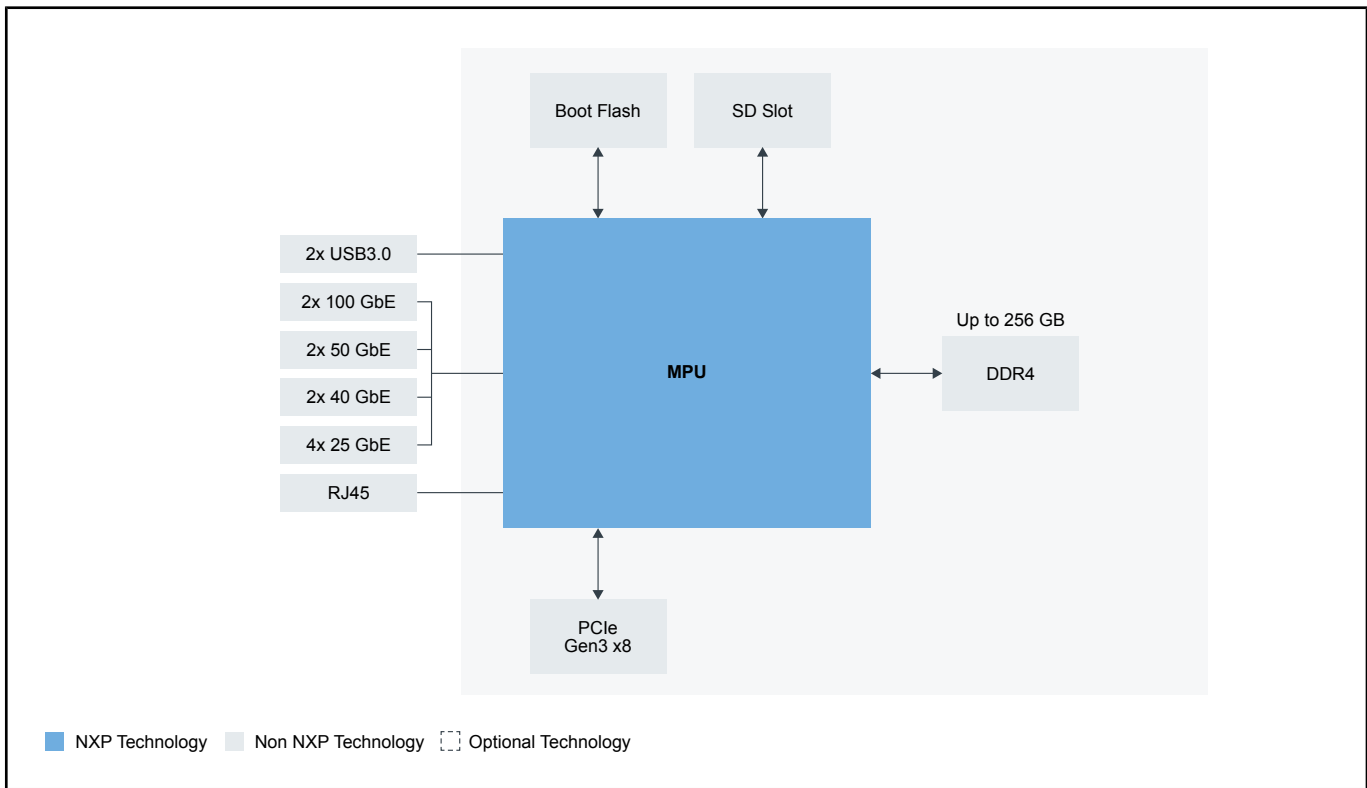 Boot Flash
SD Slot
2x USB3.0
2x 100 GbE
2x 50 GbE
2x 40 GbE
4x 25 GbE
RJ45
MPU
Up to 256 GB
DDR4
PCIe
Gen3 x8
NXP Technology
Non NXP Technology
Optional Technology